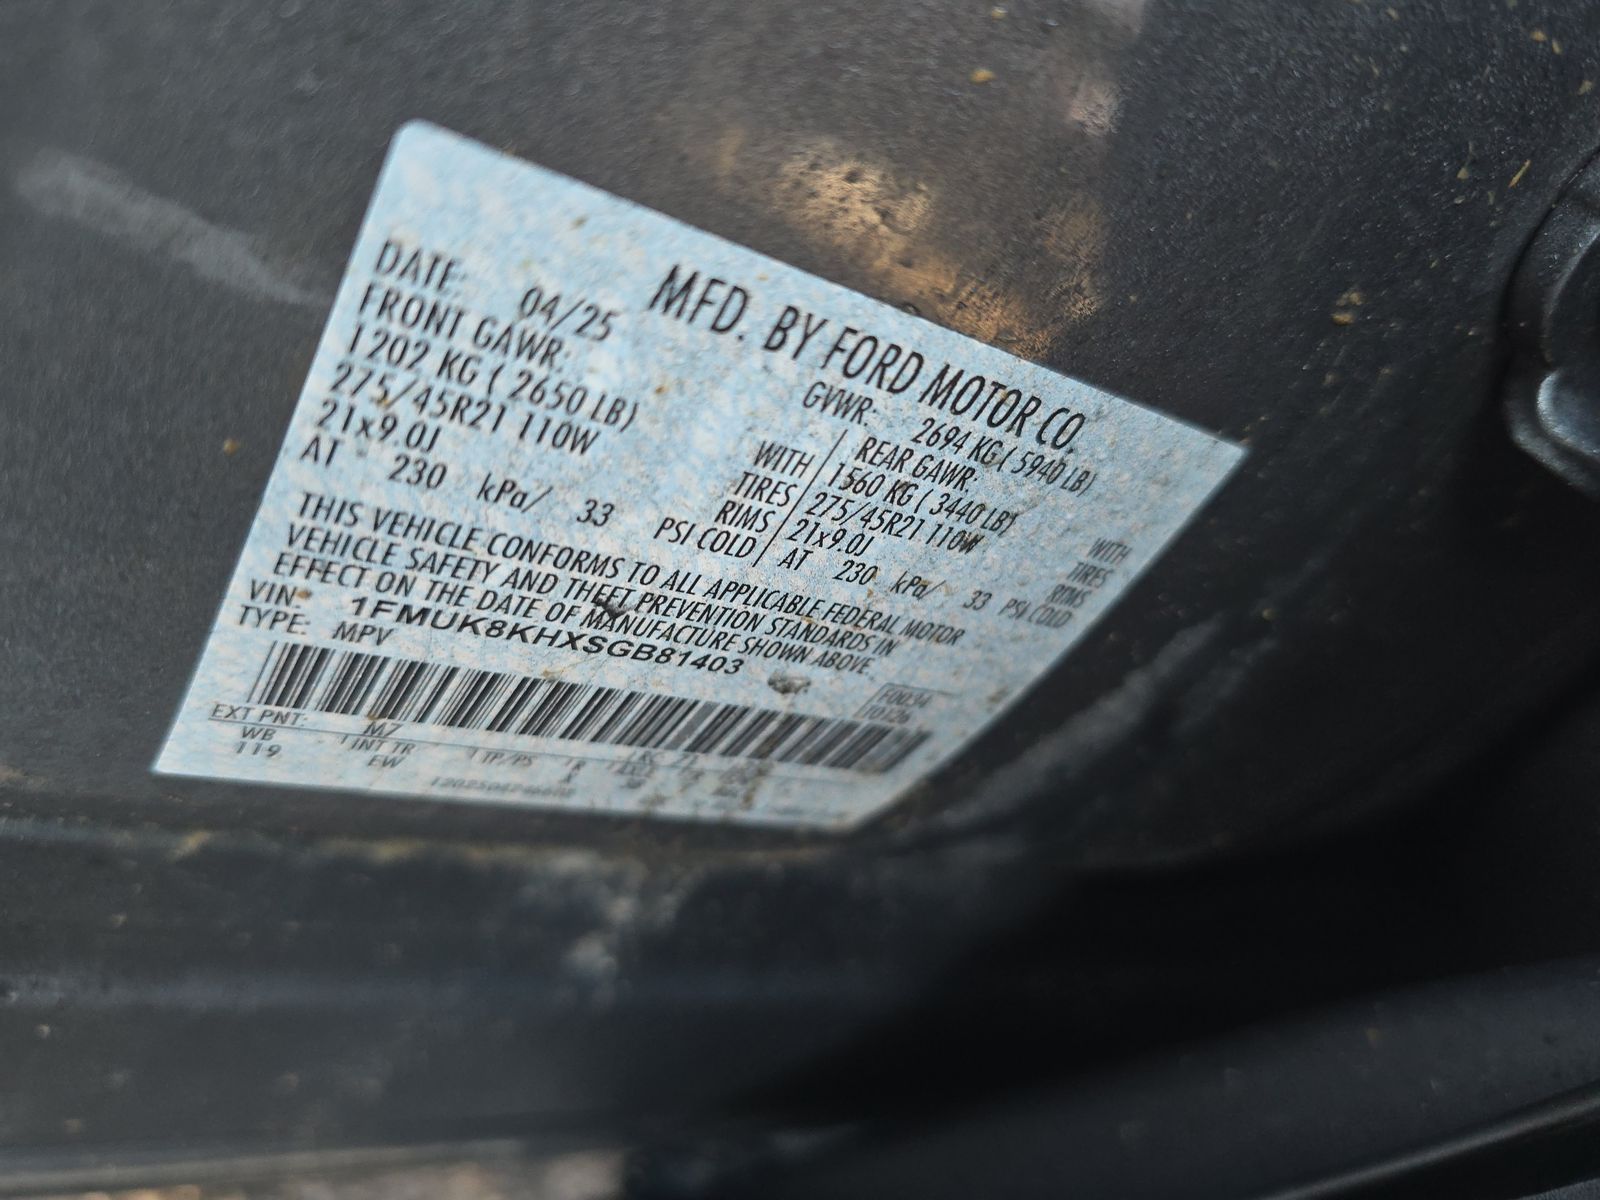 MFD. BY FORD MOTOR CO.
DATE: 04/25
GVWR: 2694 KG ( 5940 LB)
FRONT GAWR:
REAR GAWR:
1202 KG ( 2650 LB) WITH
1560 KG ( 3440 LB) WITH
275/45R21 110W TIRES
275/45R21 110W TIRES
21x9.0J RIMS
21x9.0J RIMS
AT 230 kPa/ 33 PSI COLD
AT 230 kPa/ 33 PSI COLD
THIS VEHICLE CONFORMS TO ALL APPLICABLE FEDERAL MOTOR
VEHICLE SAFETY AND THEFT PREVENTION STANDARDS IN
EFFECT ON THE DATE OF MANUFACTURE SHOWN ABOVE.
VIN: 1FMUK8KHXSGB81403
TYPE: MPV
F0034
EXT PNT: M7
WB INT TR TP/PS R
119 EW